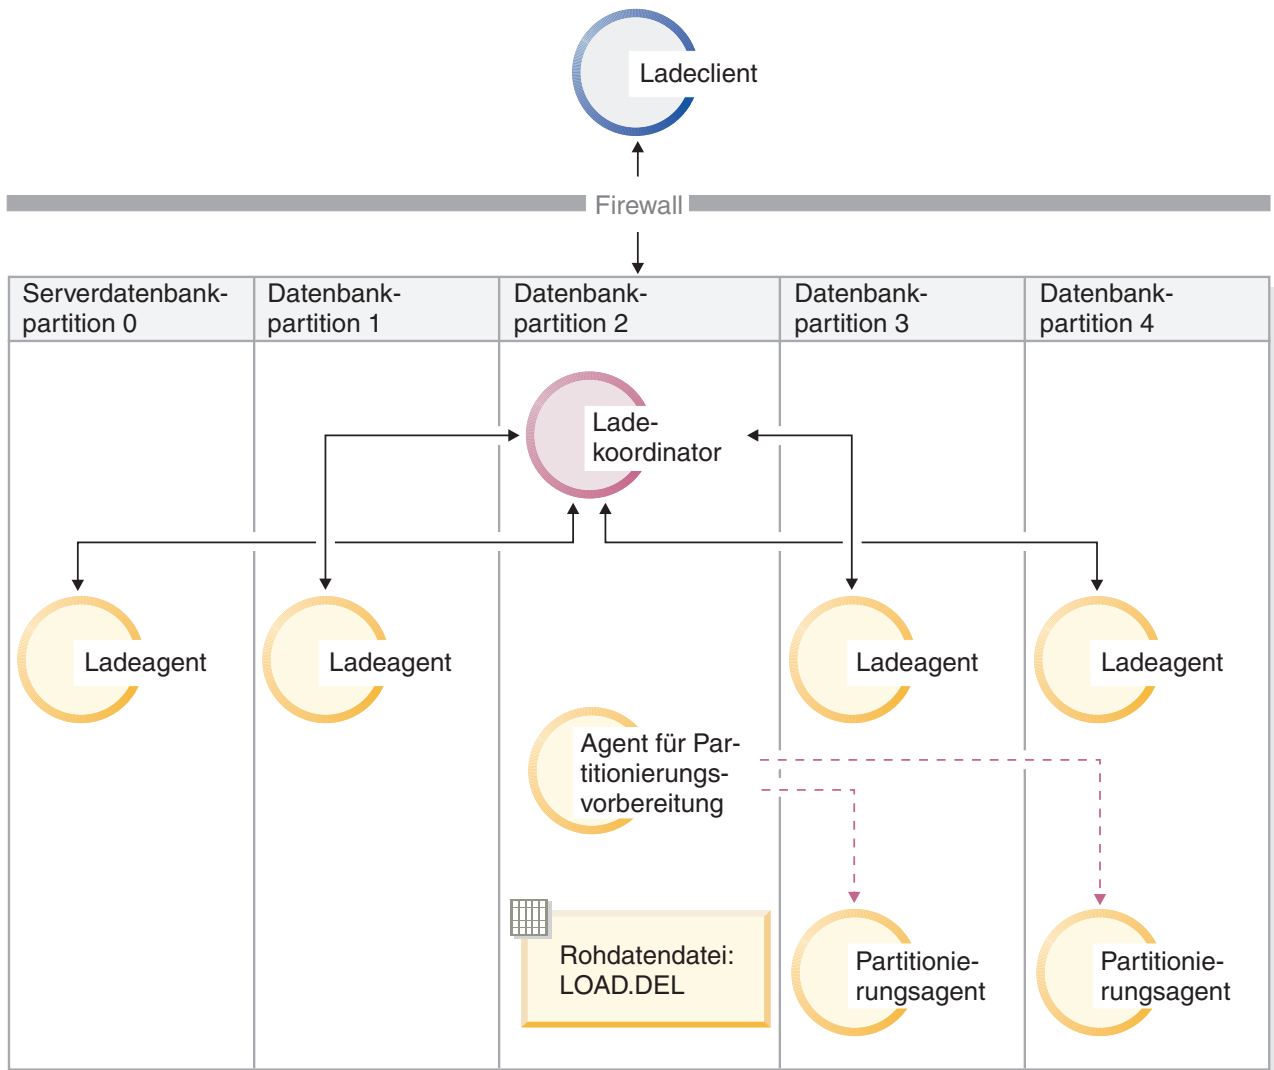 Ladeclient
Firewall
Serverdatenbank-
partition 0
Datenbank-
partition 1
Datenbank-
partition 2
Datenbank-
partition 3
Datenbank-
partition 4
Lade-
koordinator
Ladeagent
Ladeagent
Ladeagent
Ladeagent
Agent für Par-
titionierungs-
vorbereitung
Rohdatendatei:
LOAD.DEL
Partitionie-
rungsagent
Partitionie-
rungsagent